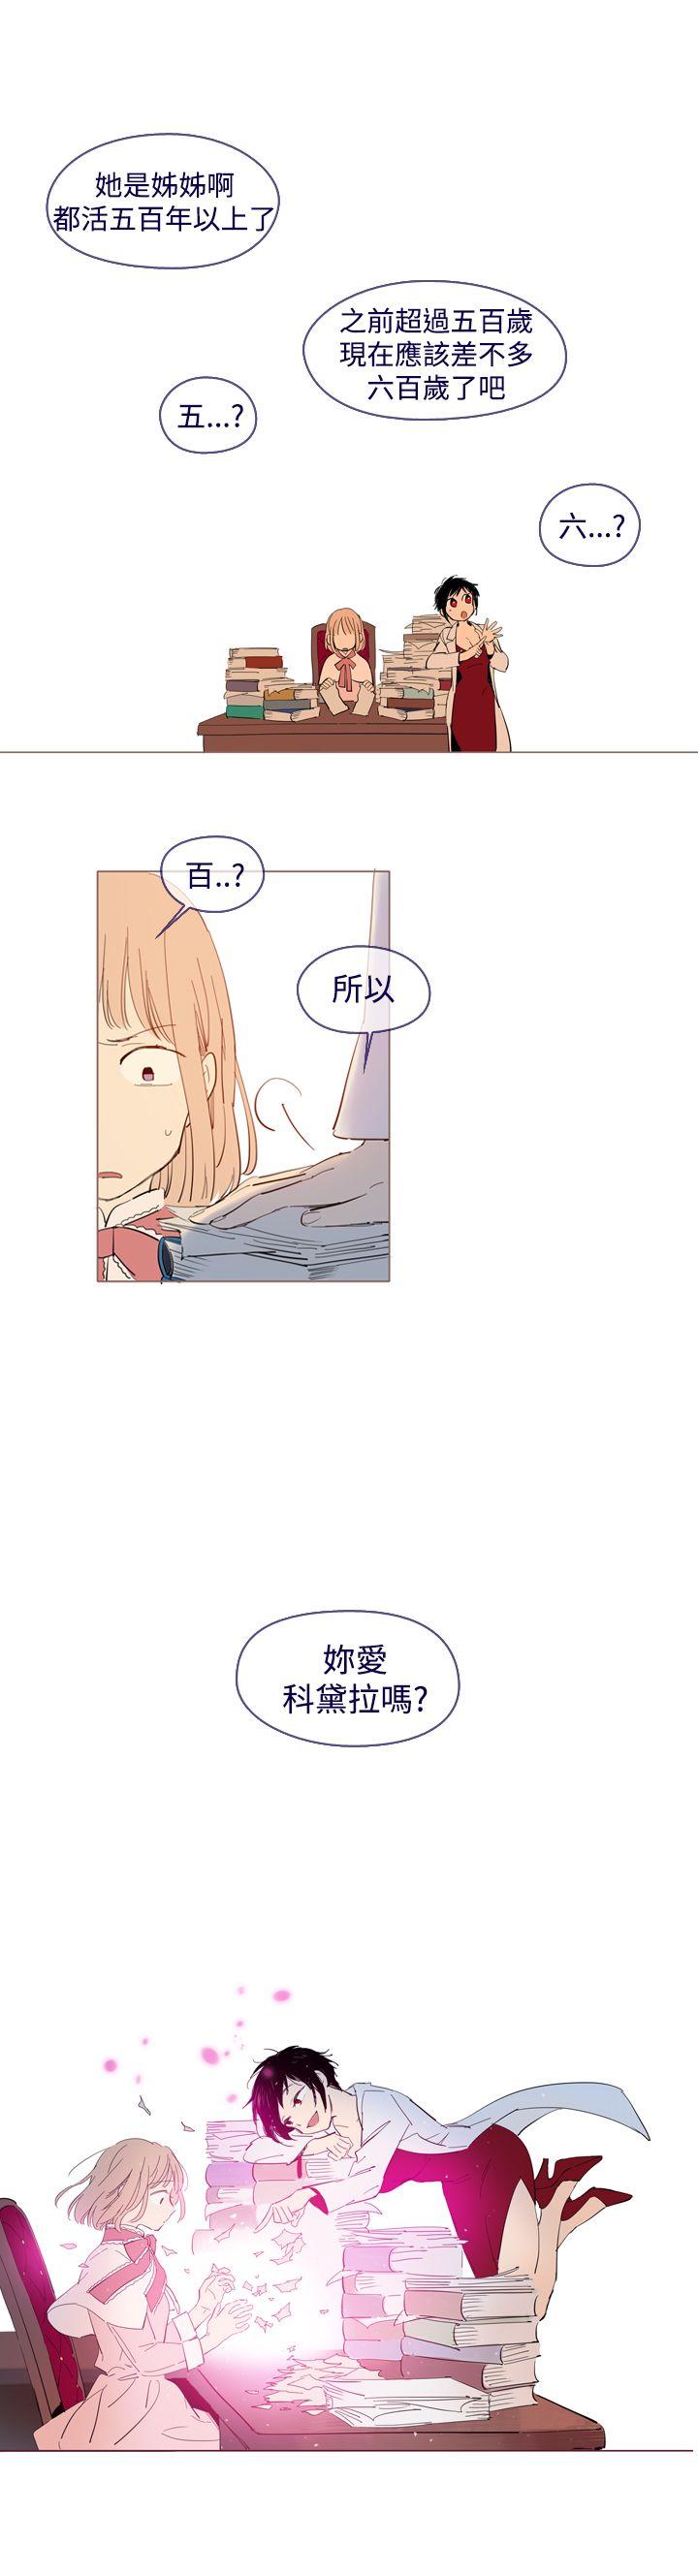 她是姊姊啊
都活五百年以上了
之前超過五百歲
現在應該差不多
六百歲了吧
五...?
六...?
百..?
所以
妳愛
科黛拉嗎?